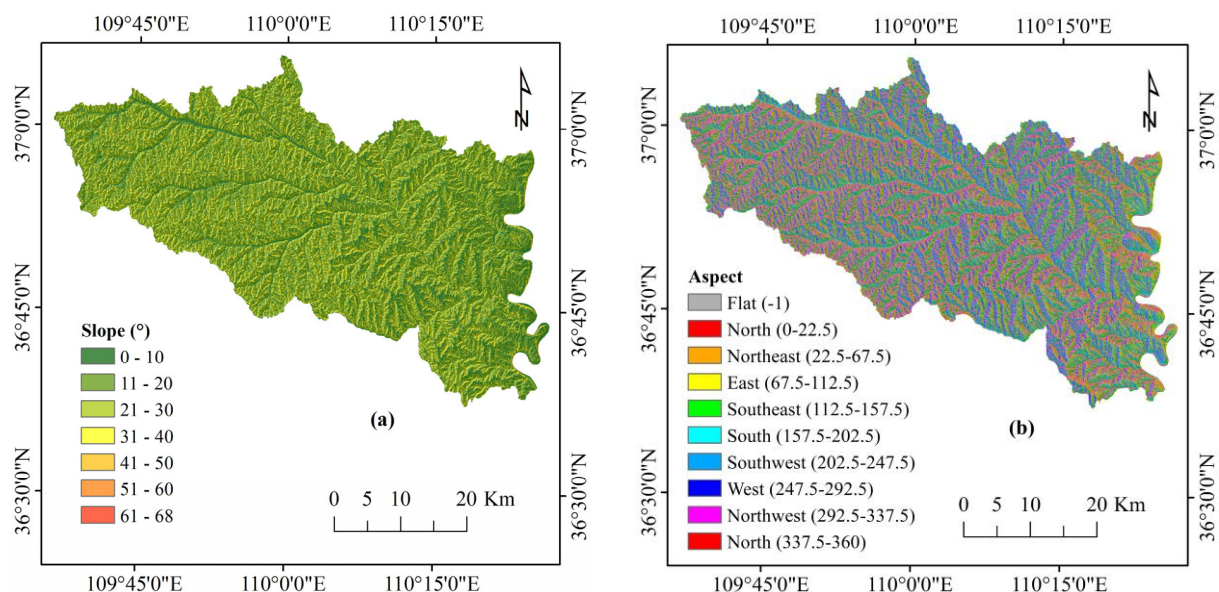 109°45'0"E 110°0'0"E 110°15'0"E
37°0'0"N
36°45'0"N
36°30'0"N
N
37°0'0"N
36°45'0"N
36°30'0"N
Slope (°)
0 - 10
11 - 20
21 - 30
31 - 40
41 - 50
51 - 60
61 - 68
(a)
0 5 10 20 Km
109°45'0"E 110°0'0"E 110°15'0"E
109°45'0"E 110°0'0"E 110°15'0"E
37°0'0"N
36°45'0"N
36°30'0"N
N
37°0'0"N
36°45'0"N
36°30'0"N
Aspect
Flat (-1)
North (0-22.5)
Northeast (22.5-67.5)
East (67.5-112.5)
Southeast (112.5-157.5)
South (157.5-202.5)
Southwest (202.5-247.5)
West (247.5-292.5)
Northwest (292.5-337.5)
North (337.5-360)
(b)
0 5 10 20 Km
109°45'0"E 110°0'0"E 110°15'0"E